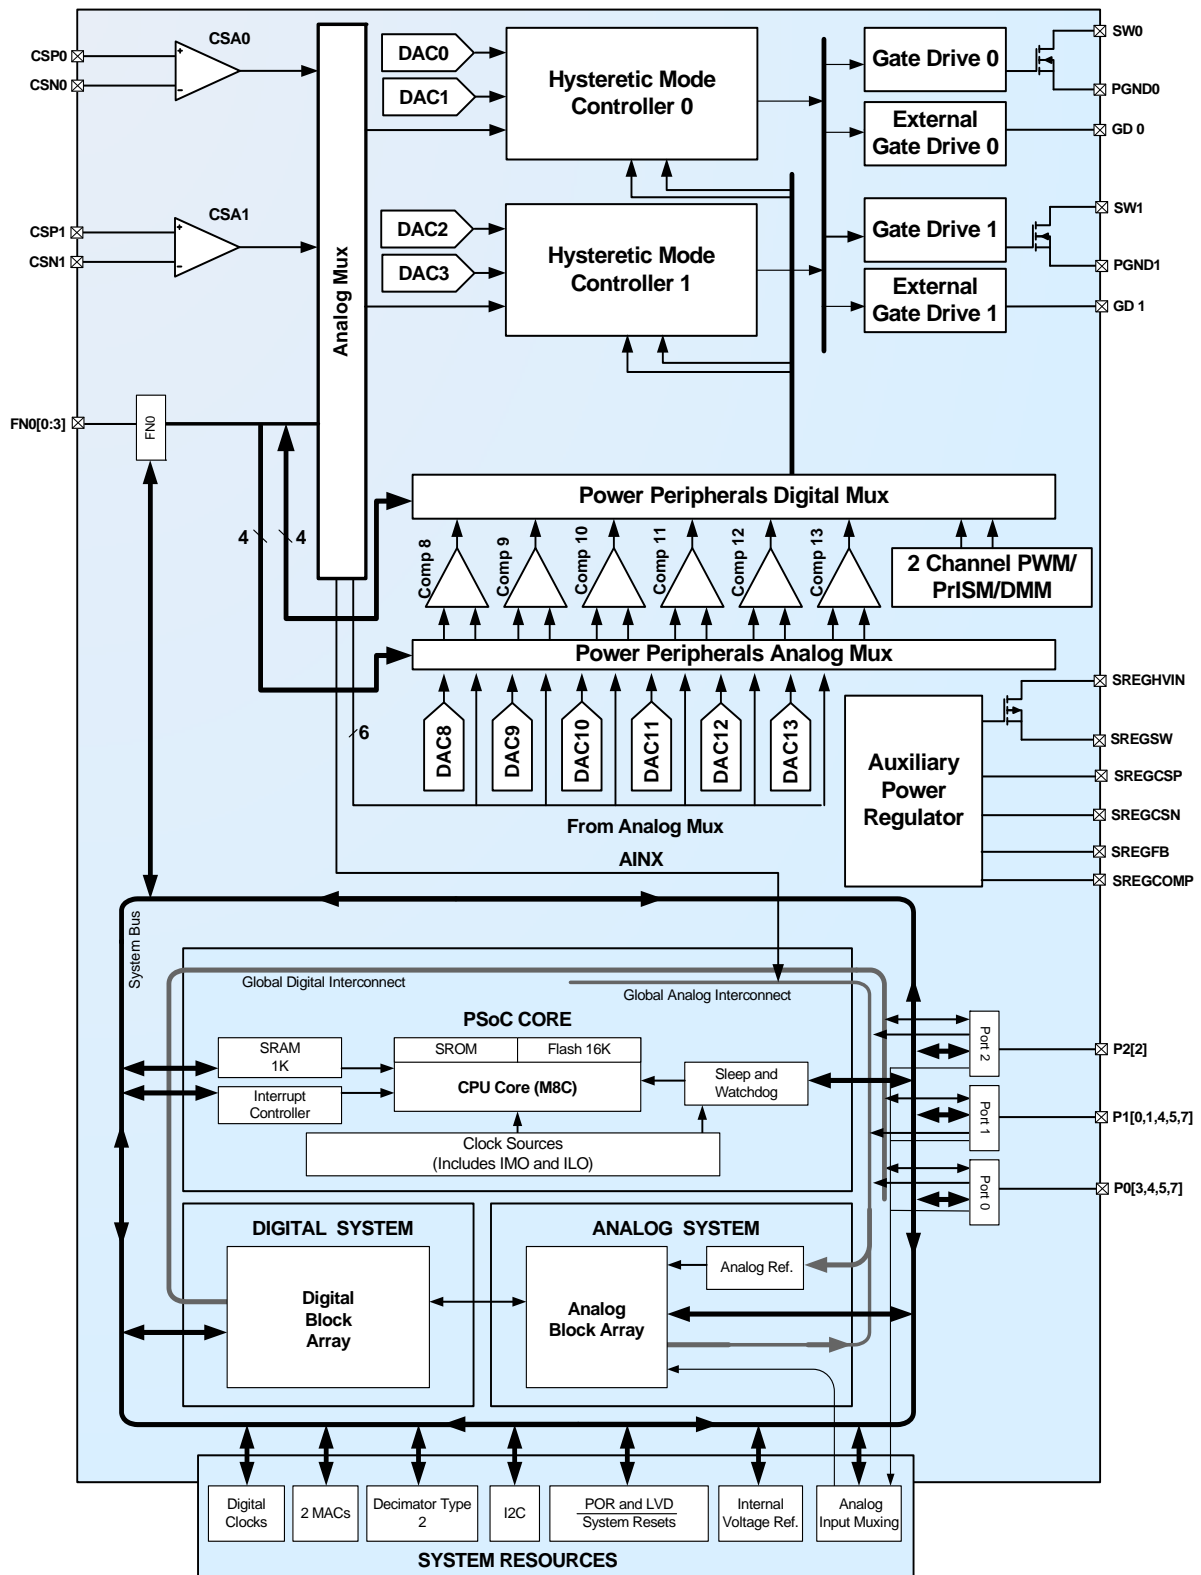 CSP0
CSN0
CSA0
CSP1
CSN1
CSA1
FN0[0:3]
FN0
Analog Mux
DAC0
DAC1
Hysteretic Mode
Controller 0
DAC2
DAC3
Hysteretic Mode
Controller 1
Gate Drive 0
External
Gate Drive 0
Gate Drive 1
External
Gate Drive 1
SW0
PGND0
GD 0
SW1
PGND1
GD 1
4
4
Power Peripherals Digital Mux
Comp 8
Comp 9
Comp 10
Comp 11
Comp 12
Comp 13
2 Channel PWM/
PrISM/DMM
Power Peripherals Analog Mux
6
DAC8
DAC9
DAC10
DAC11
DAC12
DAC13
From Analog Mux
AINX
Auxiliary
Power
Regulator
SREGHVIN
SREGSW
SREGCSP
SREGCSN
SREGFB
SREGCOMP
System Bus
Global Digital Interconnect
Global Analog Interconnect
PSoC CORE
SRAM
1K
Interrupt
Controller
SROM
Flash 16K
CPU Core (M8C)
Sleep and
Watchdog
Clock Sources
(Includes IMO and ILO)
Port 2
Port 1
Port 0
P2[2]
P1[0,1,4,5,7]
P0[3,4,5,7]
DIGITAL SYSTEM
Digital
Block
Array
ANALOG SYSTEM
Analog Ref.
Analog
Block Array
Digital
Clocks
2 MACs
Decimator Type
2
I2C
POR and LVD
System Resets
Internal
Voltage Ref.
Analog
Input Muxing
SYSTEM RESOURCES